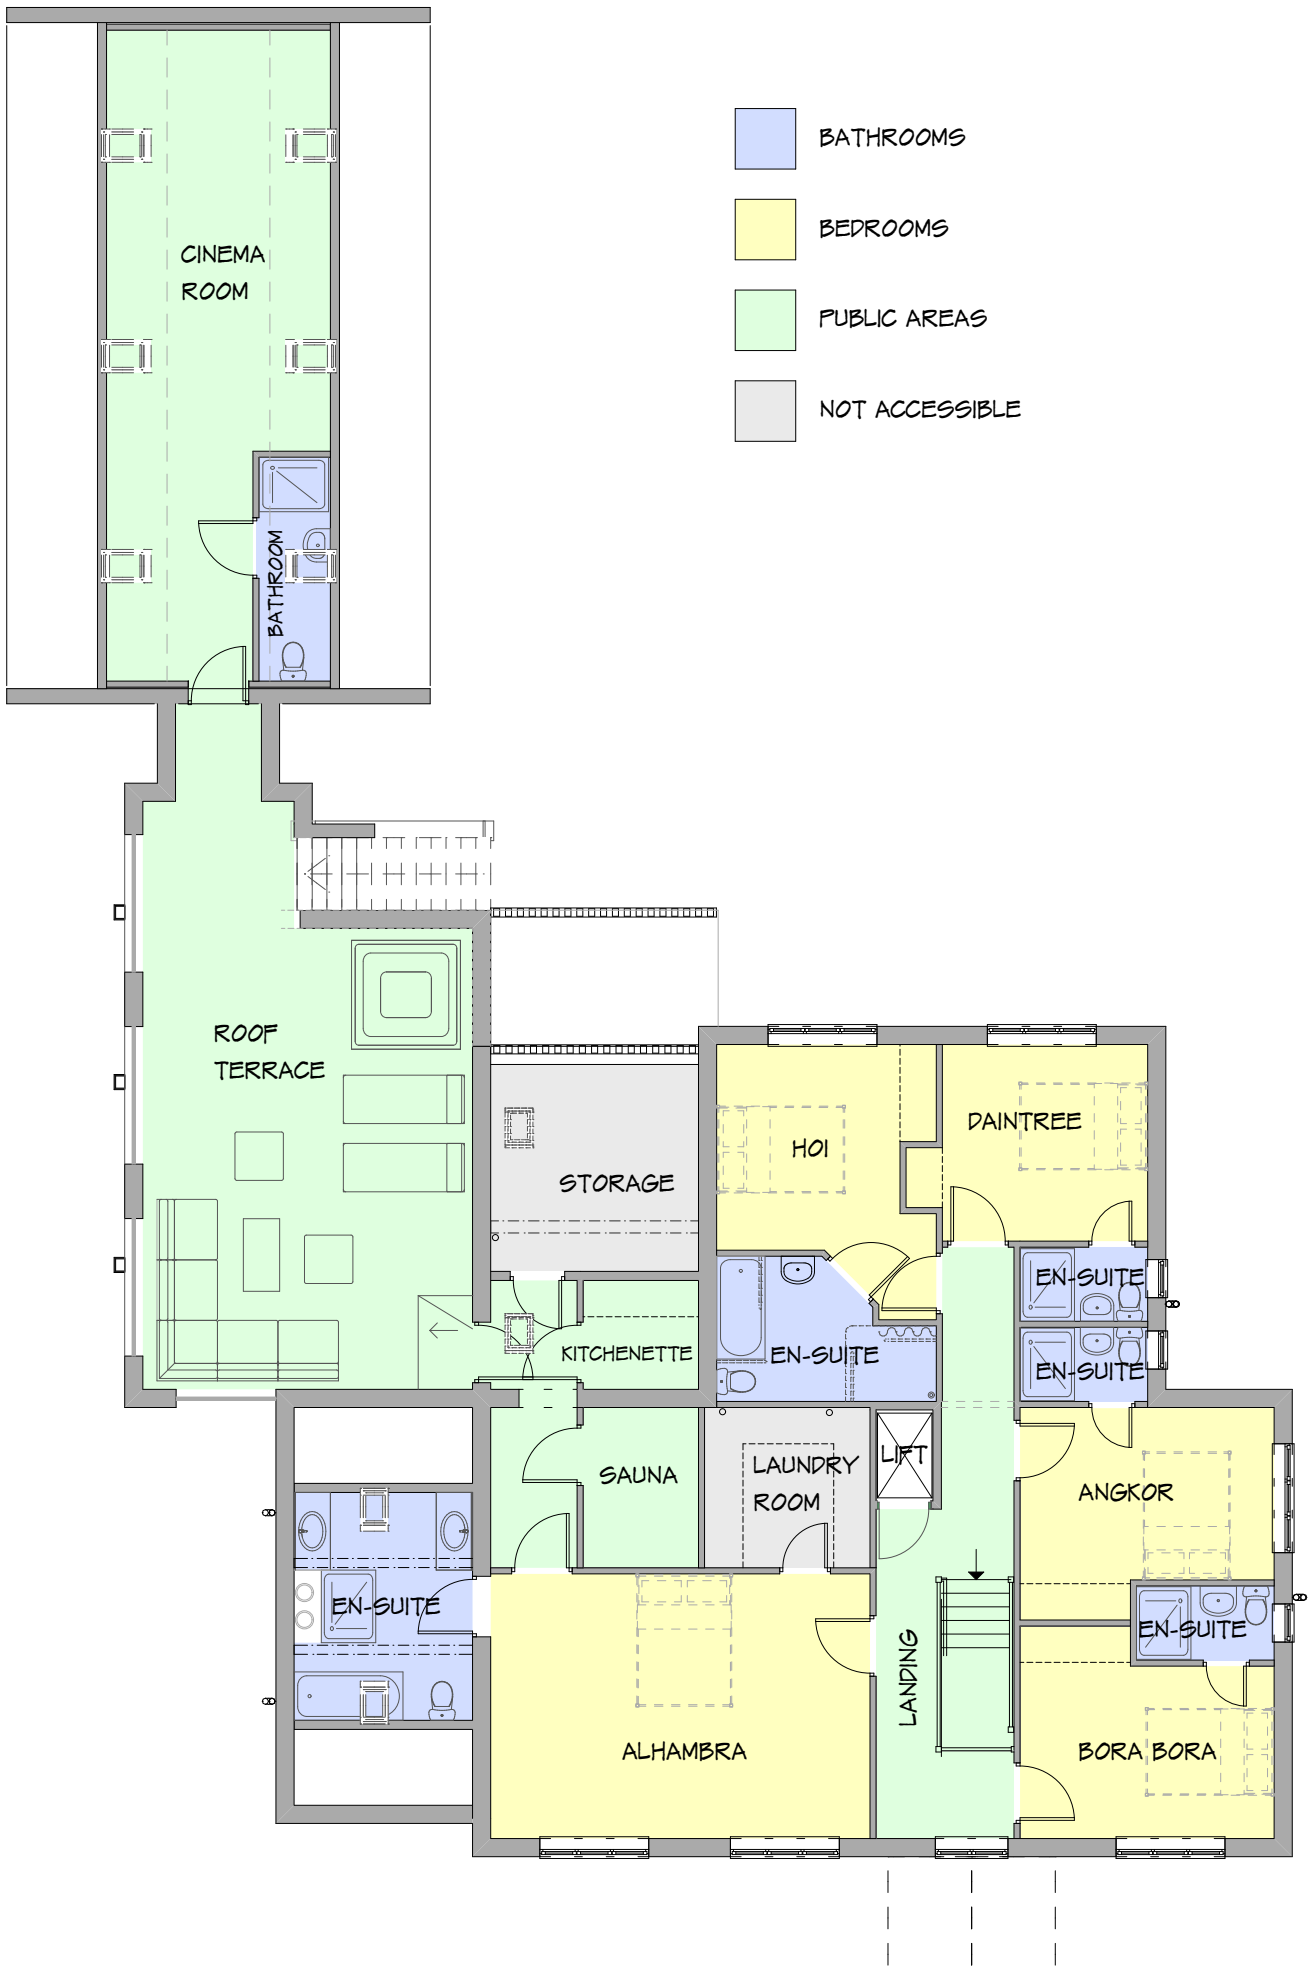 BATHROOMS
BEDROOMS
PUBLIC AREAS
NOT ACCESSIBLE
CINEMA
ROOM
BATHROOM
ROOF
TERRACE
STORAGE
HOI
DAINTREE
EN-SUITE
KITCHENETTE
EN-SUITE
EN-SUITE
SAUNA
LAUNDRY
ROOM
LIFT
ANGKOR
EN-SUITE
EN-SUITE
LANDING
ALHAMBRA
BORA BORA